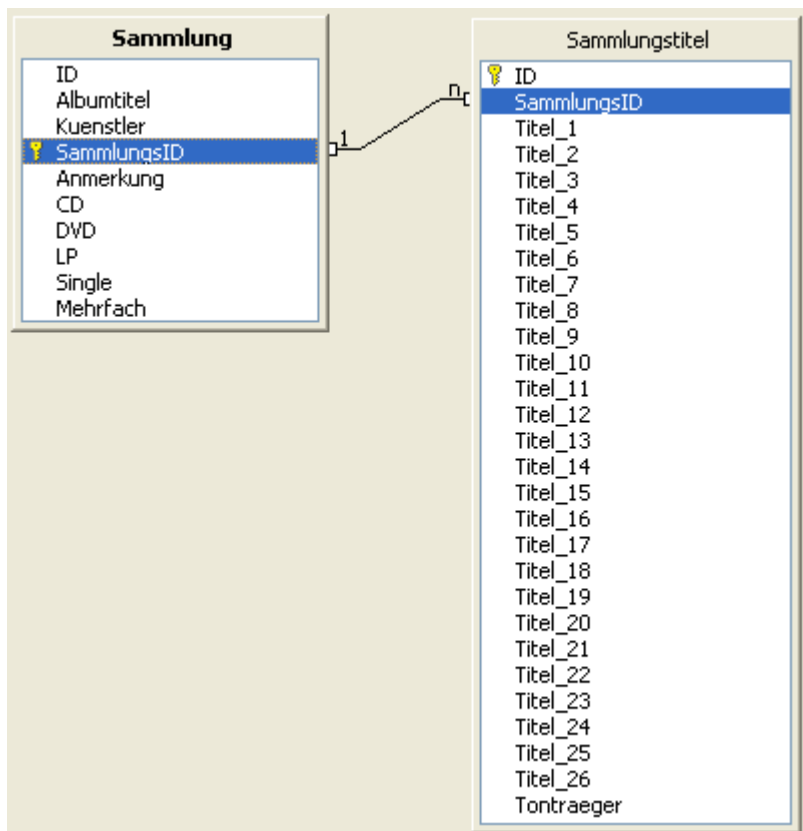 Sammlung
ID
Albumtitel
Kuenstler
SammlungsID
Anmerkung
CD
DVD
LP
Single
Mehrfach
1
n
Sammlungstitel
ID
SammlungsID
Titel_1
Titel_2
Titel_3
Titel_4
Titel_5
Titel_6
Titel_7
Titel_8
Titel_9
Titel_10
Titel_11
Titel_12
Titel_13
Titel_14
Titel_15
Titel_16
Titel_17
Titel_18
Titel_19
Titel_20
Titel_21
Titel_22
Titel_23
Titel_24
Titel_25
Titel_26
Tontraeger